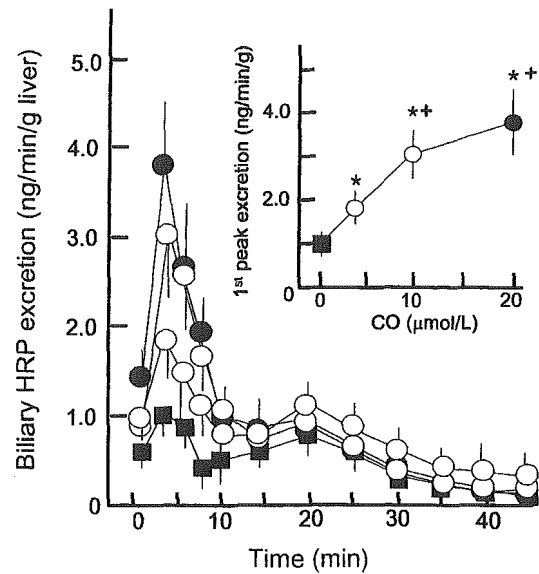 Biliary HRP excretion (ng/min/g liver)
5.0
4.0
3.0
2.0
1.0
0
0 10 20 30 40
Time (min)
1st peak excretion (ng/min/g)
4.0
2.0
0
* *+ *+
0 10 20
CO (μmol/L)